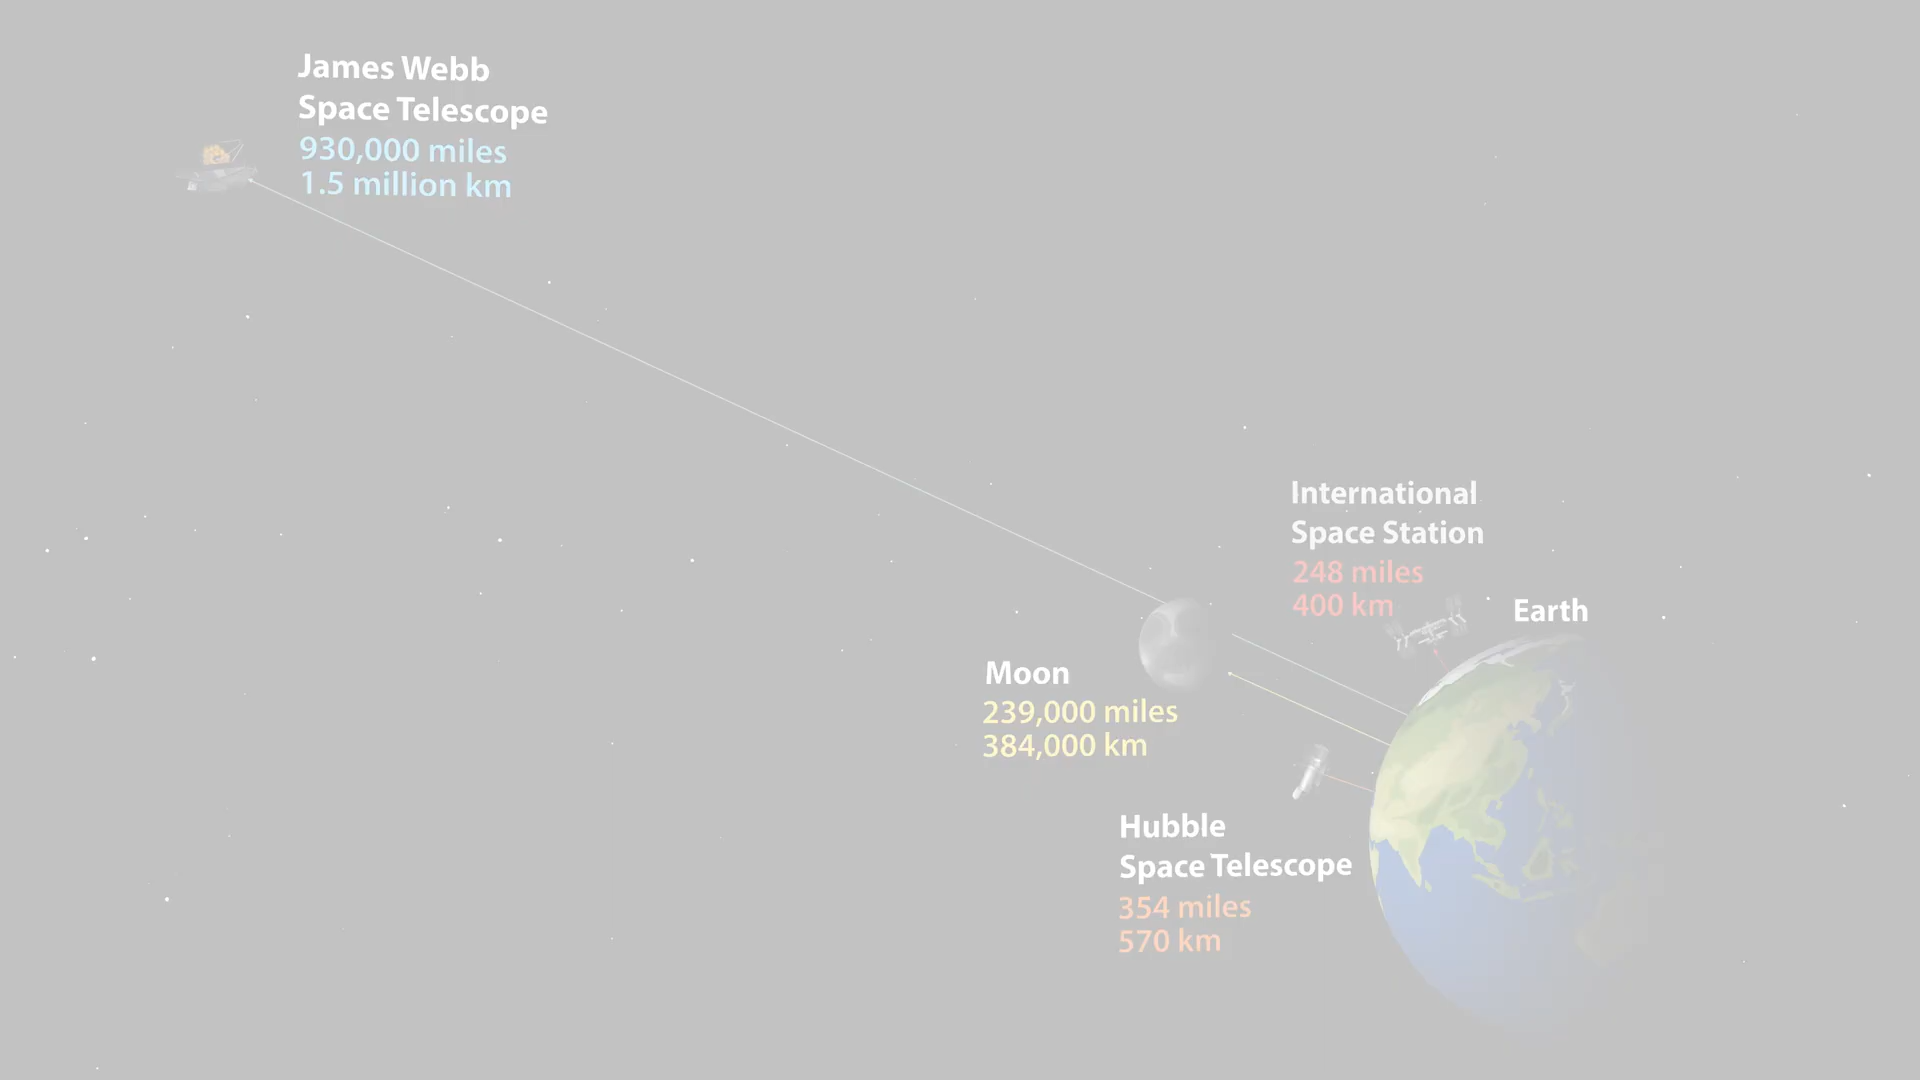 James Webb
Space Telescope
930,000 miles
1.5 million km
International
Space Station
248 miles
400 km
Earth
Moon
239,000 miles
384,000 km
Hubble
Space Telescope
354 miles
570 km